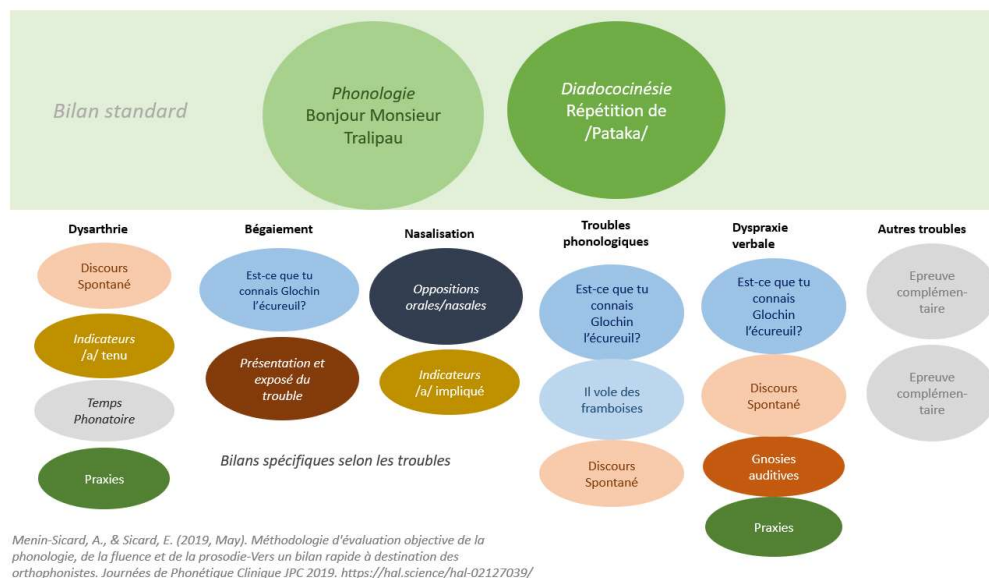 Bilan standard
Phonologie
Bonjour Monsieur
Tralipau
Diadococinésie
Répétition de
/Pataka/
Dysarthrie
Discours
Spontané
Indicateurs
/a/ tenu
Temps
Phonatoire
Praxies
Bégaiement
Est-ce que tu
connais Glochin
l'écureuil?
Présentation et
exposé du
trouble
Nasalisation
Oppositions
orales/nasales
Indicateurs
/a/ impliqué
Troubles
phonologiques
Est-ce que tu
connais
Glochin
l'écureuil?
Il vole des
framboises
Discours
Spontané
Dyspraxie
verbale
Est-ce que tu
connais
Glochin
l'écureuil?
Discours
Spontané
Gnosies
auditives
Praxies
Autres troubles
Epreuve
complémen-
taire
Epreuve
complémen-
taire
Bilans spécifiques selon les troubles
Menin-Sicard, A., & Sicard, E. (2019, May). Méthodologie d'évaluation objective de la
phonologie, de la fluence et de la prosodie-Vers un bilan rapide à destination des
orthophonistes. Journées de Phonétique Clinique JPC 2019. https://hal.science/hal-02127039/